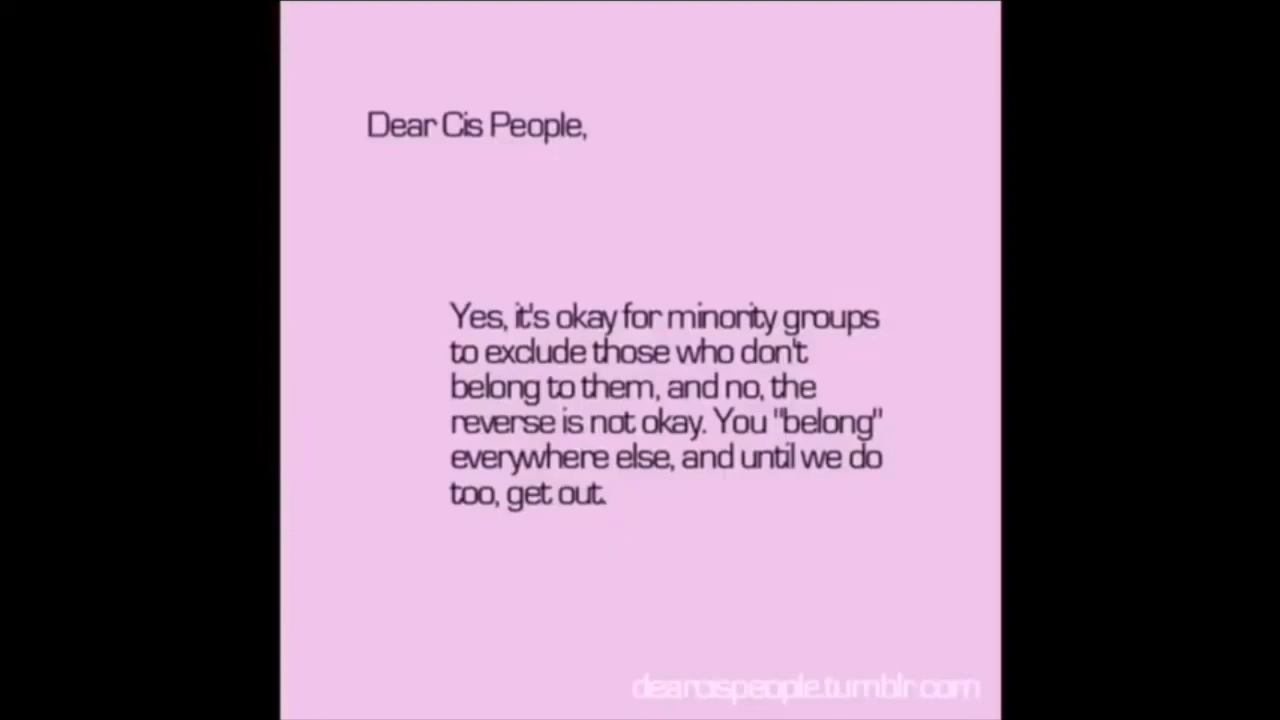 Dear Cis People,
Yes, it's okay for minority groups
to exclude those who don't
belong to them, and no, the
reverse is not okay. You "belong"
everywhere else, and until we do
too, get out.
dearcispeople.tumblr.com